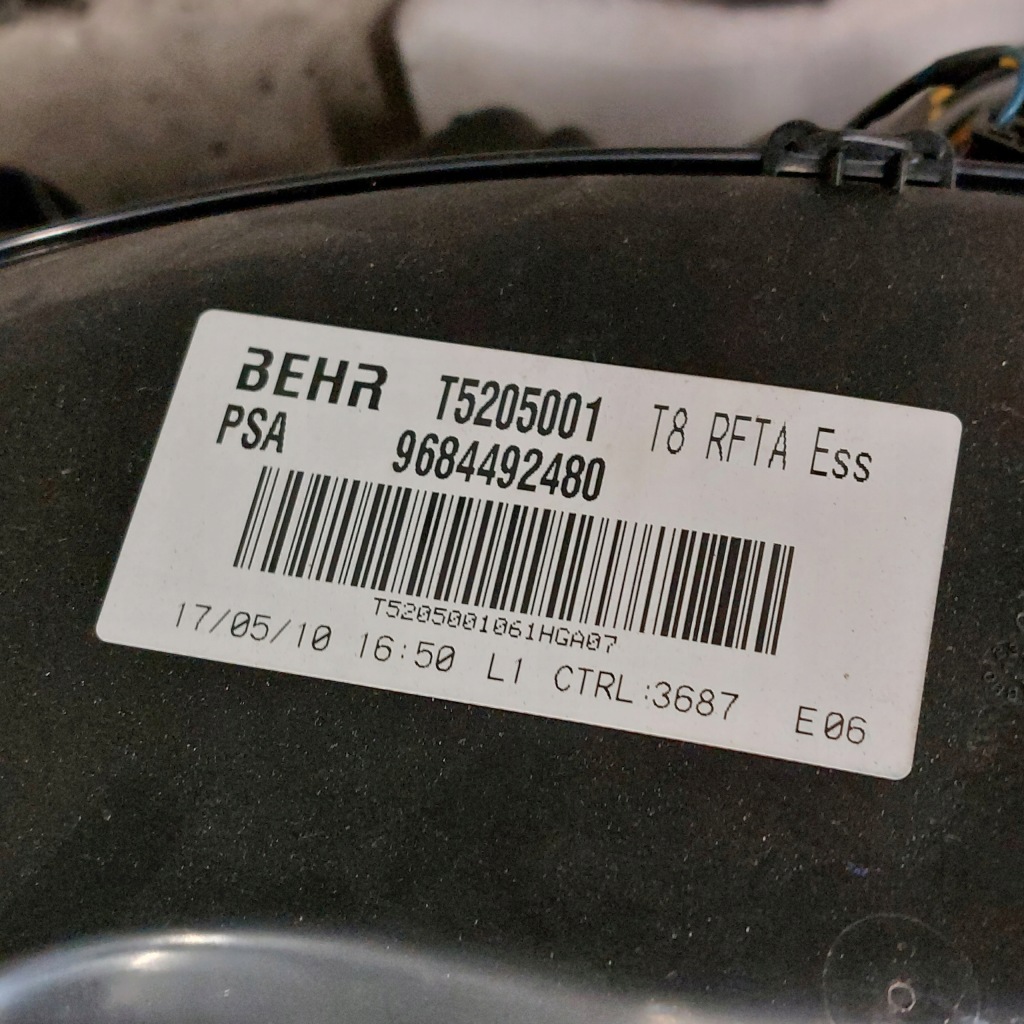 BEHR T5205001 T8 RFTA Ess
PSA 9684492480
T5205001061HGA07
17/05/10 16:50 L1 CTRL:3687 E06